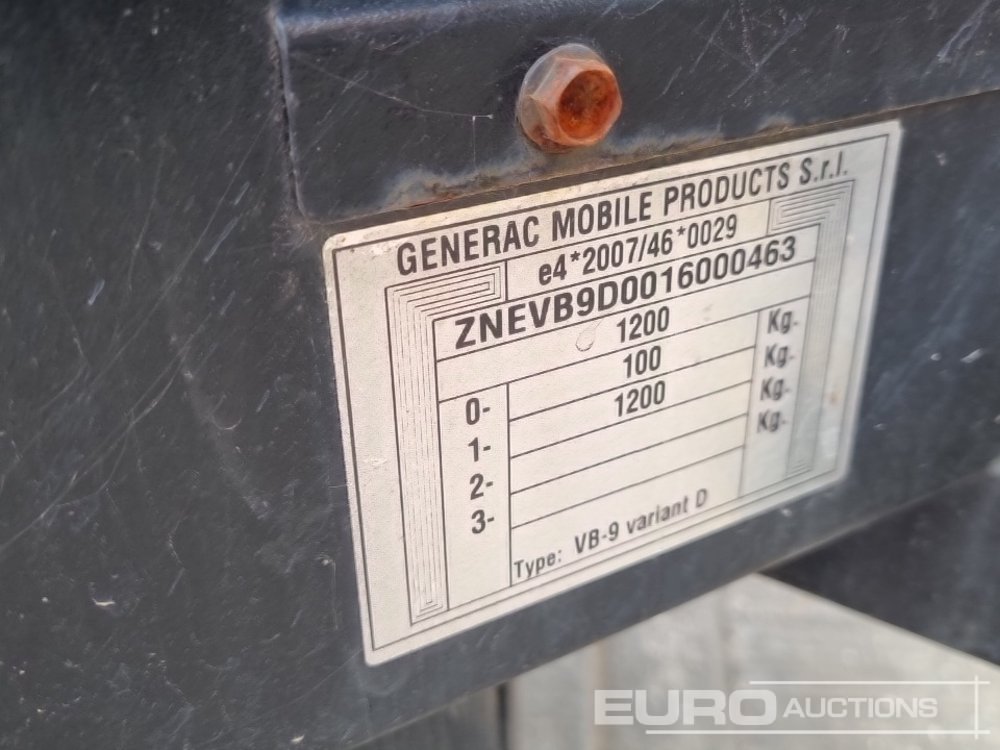 GENERAC MOBILE PRODUCTS S.r.l.
e4*2007/46*0029
ZNEVB9D0016000463
1200 Kg-
0- 100 Kg-
1- 1200 Kg-
2- Kg-
3-
Type: VB-9 variant D
EURO AUCTIONS